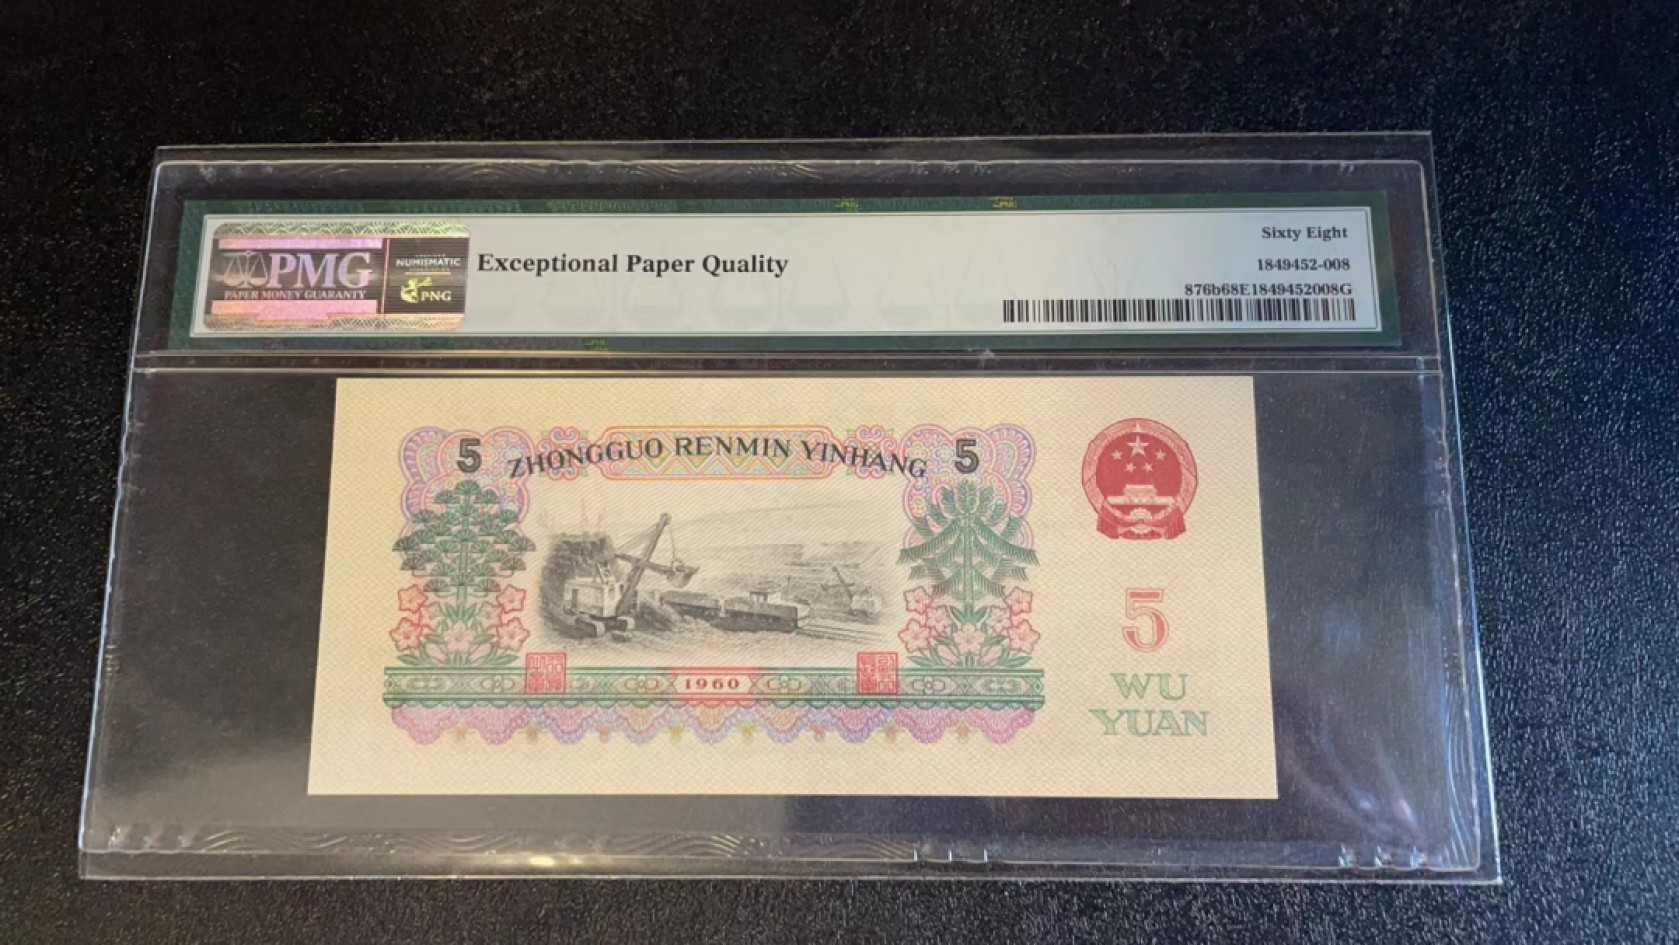 PMG
PAPER MONEY GUARANTY
NUMISMATIC
PNG
Exceptional Paper Quality
Sixty Eight
1849452-008
876b68E1849452008G
5 ZHONGGUO RENMIN YINHANG 5
5
1960
WU
YUAN